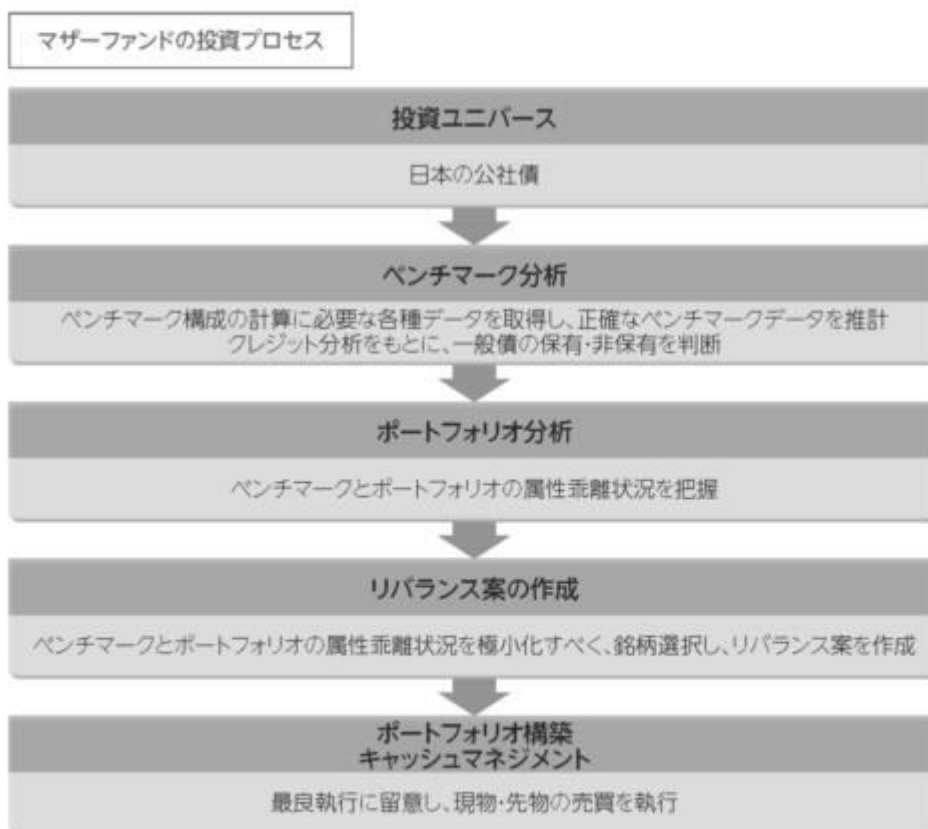 マザーファンドの投資プロセス
投資ユニバース
日本の公社債
ベンチマーク分析
ベンチマーク構成の計算に必要な各種データを取得し、正確なベンチマークデータを推計
クレジット分析をもとに、一般債の保有・非保有を判断
ポートフォリオ分析
ベンチマークとポートフォリオの属性乖離状況を把握
リバランス案の作成
ベンチマークとポートフォリオの属性乖離状況を極小化すべく、銘柄選択し、リバランス案を作成
ポートフォリオ構築
キャッシュマネジメント
最良執行に留意し、現物・先物の売買を執行